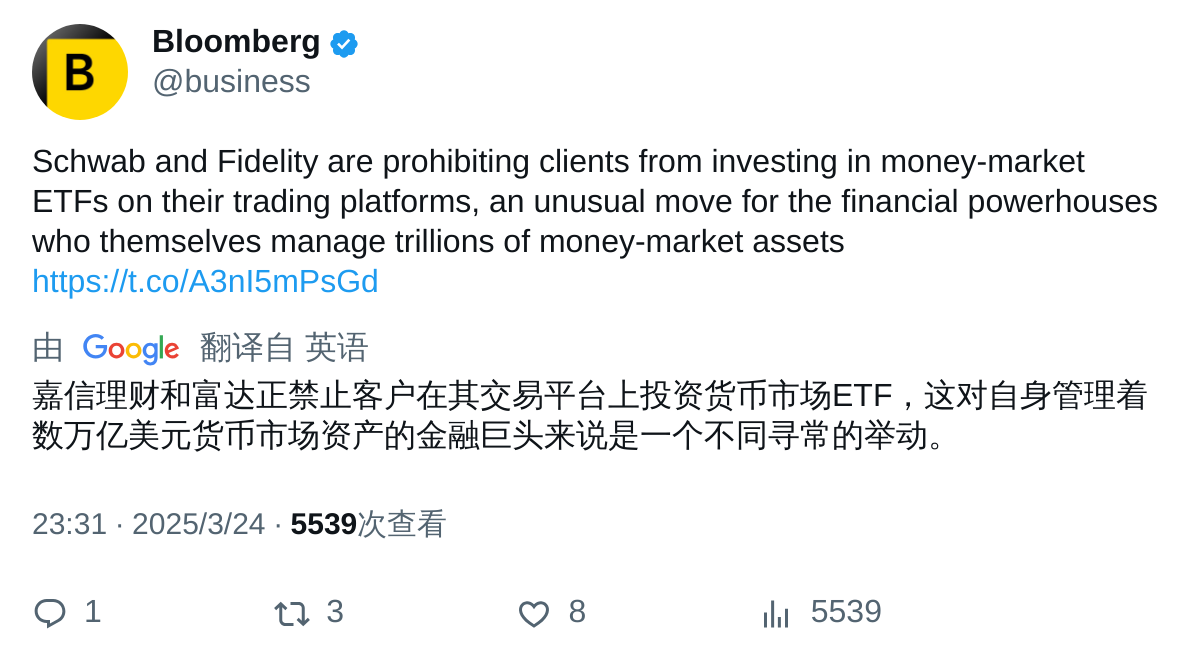 B
Bloomberg
@business
Schwab and Fidelity are prohibiting clients from investing in money-market
ETFs on their trading platforms, an unusual move for the financial powerhouses
who themselves manage trillions of money-market assets
https://t.co/A3nI5mPsGd
由 Google 翻译自 英语
嘉信理财和富达正禁止客户在其交易平台上投资货币市场ETF，这对自身管理着
数万亿美元货币市场资产的金融巨头来说是一个不同寻常的举动。
23:31 · 2025/3/24 · 5539次查看
1 3 8 5539